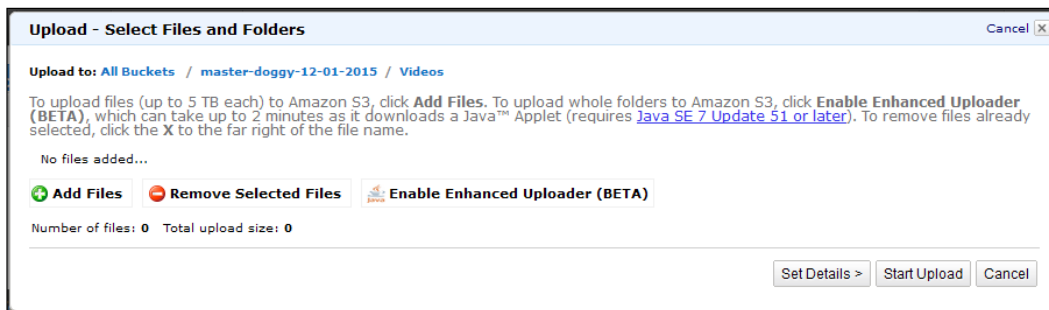 Upload - Select Files and Folders
Cancel
Upload to: All Buckets / master-doggy-12-01-2015 / Videos
To upload files (up to 5 TB each) to Amazon S3, click Add Files. To upload whole folders to Amazon S3, click Enable Enhanced Uploader
(BETA), which can take up to 2 minutes as it downloads a Java™ Applet (requires Java SE 7 Update 51 or later). To remove files already
selected, click the X to the far right of the file name.
No files added...
Add Files Remove Selected Files Enable Enhanced Uploader (BETA)
Number of files: 0 Total upload size: 0
Set Details > Start Upload Cancel